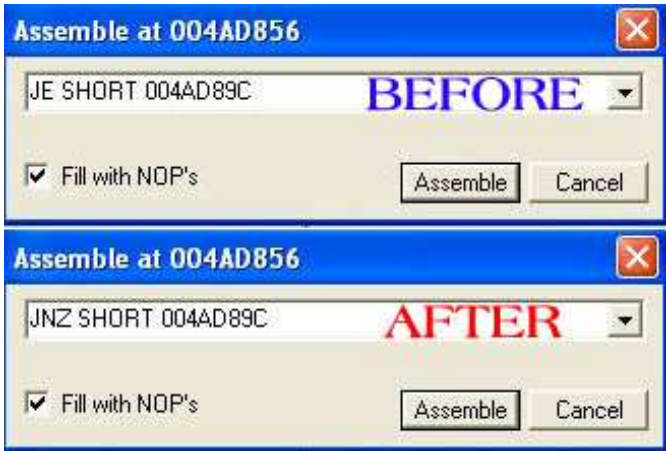 Assemble at 004AD856
JE SHORT 004AD89C BEFORE
Fill with NOP's Assemble Cancel
Assemble at 004AD856
JNZ SHORT 004AD89C AFTER
Fill with NOP's Assemble Cancel